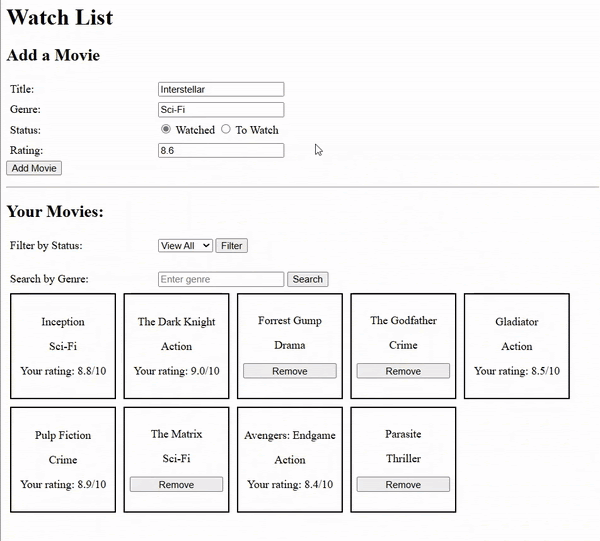 Watch List
Add a Movie
Title: Interstellar
Genre: Sci-Fi
Status: Watched To Watch
Rating: 8.6
Add Movie
Your Movies:
Filter by Status: View All Filter
Search by Genre: Enter genre Search
Inception
Sci-Fi
Your rating: 8.8/10
The Dark Knight
Action
Your rating: 9.0/10
Forrest Gump
Drama
Remove
The Godfather
Crime
Remove
Gladiator
Action
Your rating: 8.5/10
Pulp Fiction
Crime
Your rating: 8.9/10
The Matrix
Sci-Fi
Remove
Avengers: Endgame
Action
Your rating: 8.4/10
Parasite
Thriller
Remove